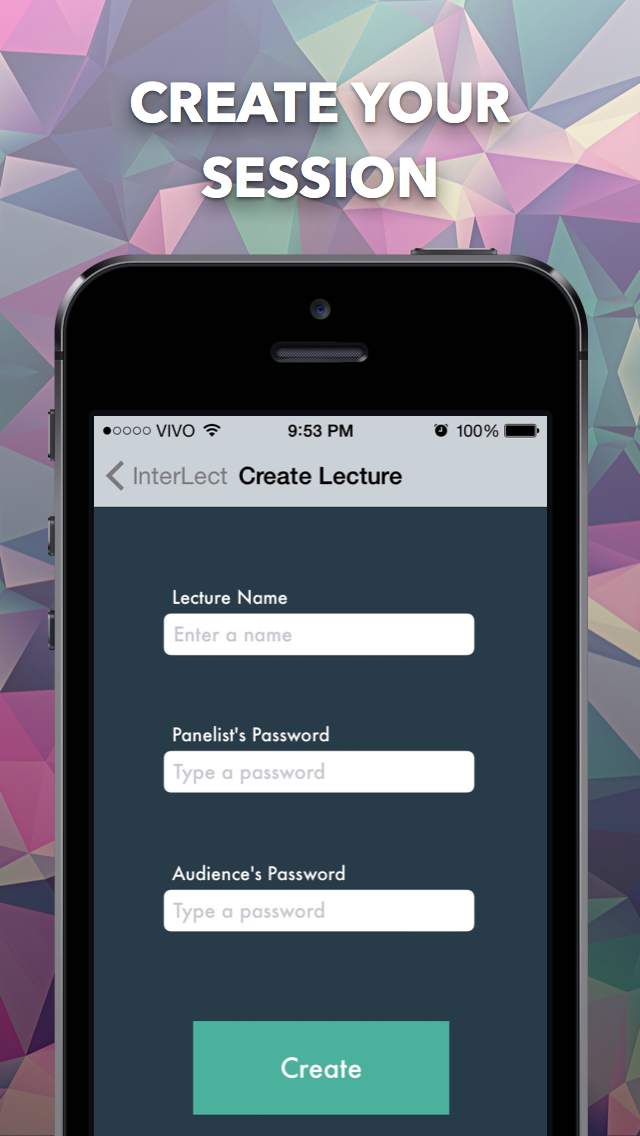 CREATE YOUR
SESSION
VIVO 9:53 PM 100%
InterLect Create Lecture
Lecture Name
Enter a name
Panelist's Password
Type a password
Audience's Password
Type a password
Create